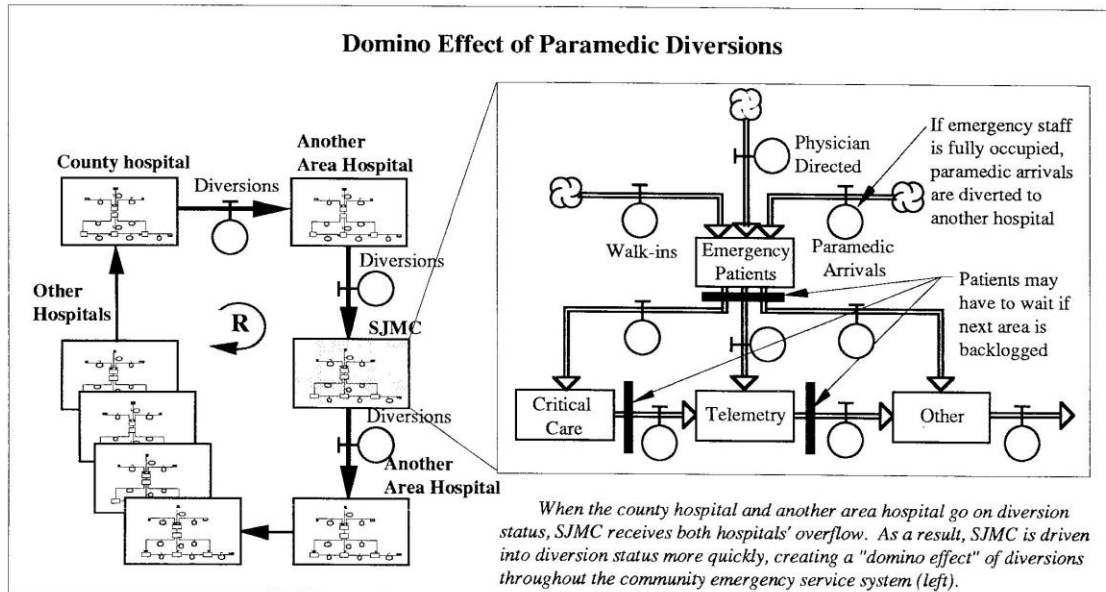 Domino Effect of Paramedic Diversions
County hospital
Diversions
Another
Area Hospital
Diversions
Other
Hospitals
R
SJMC
Diversions
Another
Area Hospital
Physician
Directed
If emergency staff
is fully occupied,
paramedic arrivals
are diverted to
another hospital
Walk-ins
Emergency
Patients
Paramedic
Arrivals
Patients may
have to wait if
next area is
backlogged
Critical
Care
Telemetry
Other
When the county hospital and another area hospital go on diversion
status, SJMC receives both hospitals' overflow. As a result, SJMC is driven
into diversion status more quickly, creating a "domino effect" of diversions
throughout the community emergency service system (left).